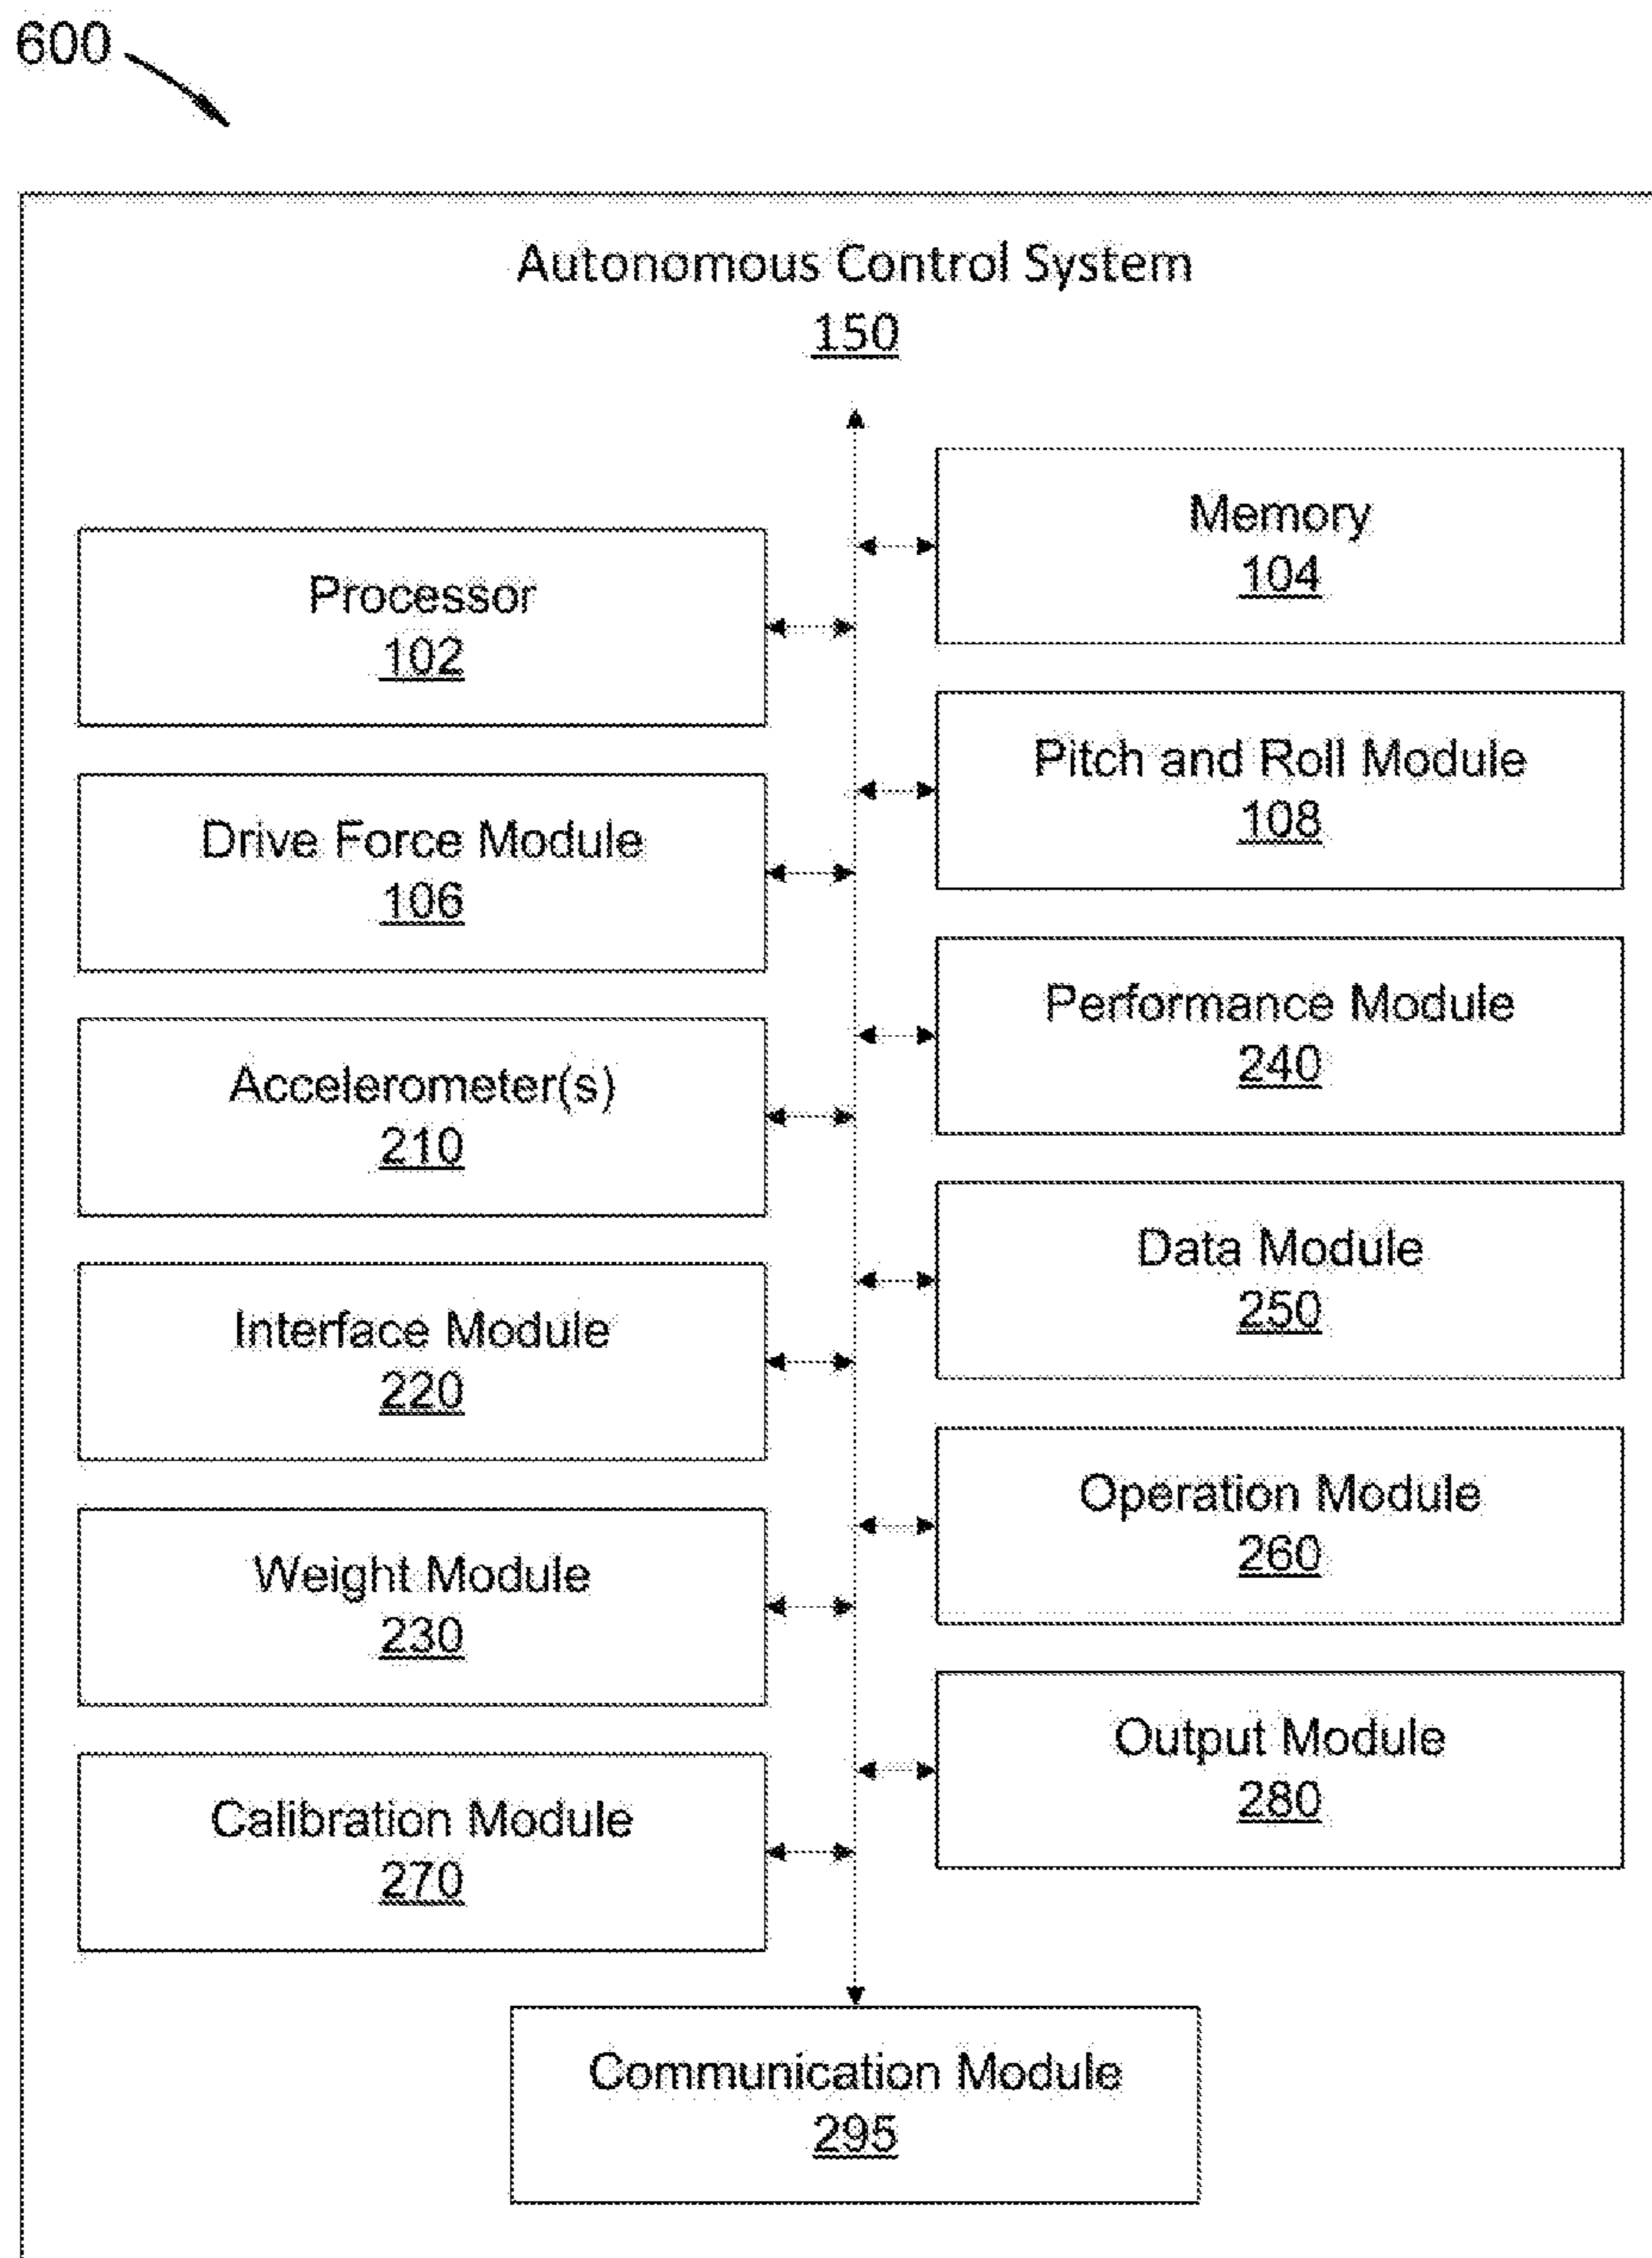 600
Autonomous Control System
150
Memory
104
Processor
102
Pitch and Roll Module
108
Drive Force Module
106
Performance Module
240
Accelerometer(s)
210
Data Module
250
Interface Module
220
Operation Module
260
Weight Module
230
Output Module
280
Calibration Module
270
Communication Module
295